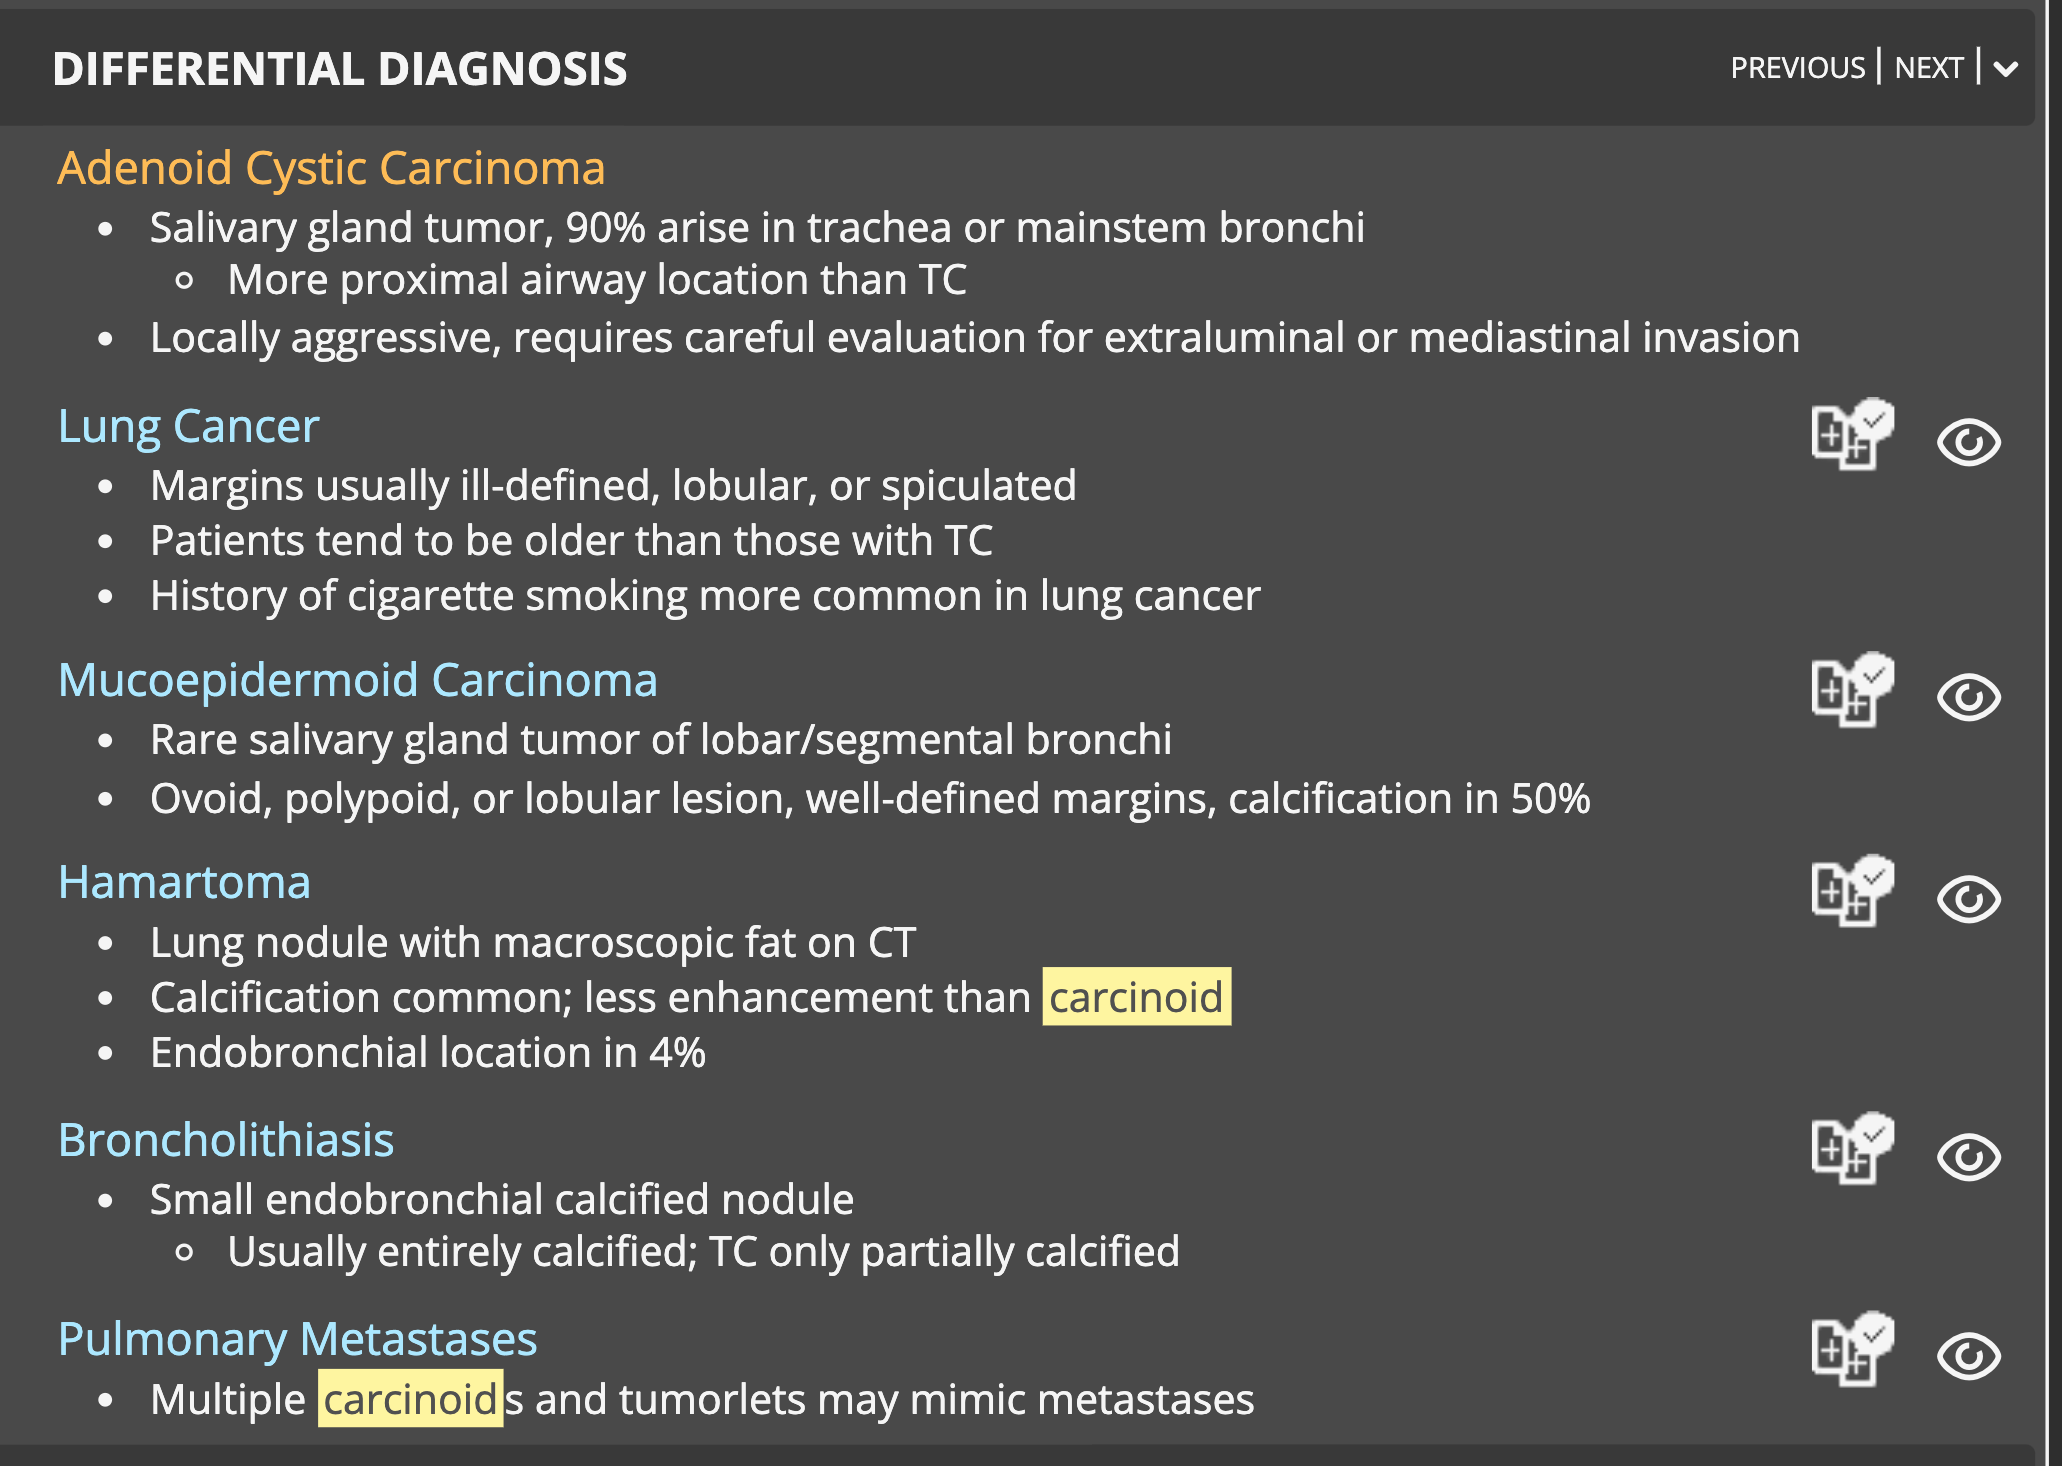 DIFFERENTIAL DIAGNOSIS
PREVIOUS | NEXT |
Adenoid Cystic Carcinoma
• Salivary gland tumor, 90% arise in trachea or mainstem bronchi
○ More proximal airway location than TC
• Locally aggressive, requires careful evaluation for extraluminal or mediastinal invasion
Lung Cancer
• Margins usually ill-defined, lobular, or spiculated
• Patients tend to be older than those with TC
• History of cigarette smoking more common in lung cancer
Mucoepidermoid Carcinoma
• Rare salivary gland tumor of lobar/segmental bronchi
• Ovoid, polypoid, or lobular lesion, well-defined margins, calcification in 50%
Hamartoma
• Lung nodule with macroscopic fat on CT
• Calcification common; less enhancement than carcinoid
• Endobronchial location in 4%
Broncholithiasis
• Small endobronchial calcified nodule
○ Usually entirely calcified; TC only partially calcified
Pulmonary Metastases
• Multiple carcinoids and tumorlets may mimic metastases